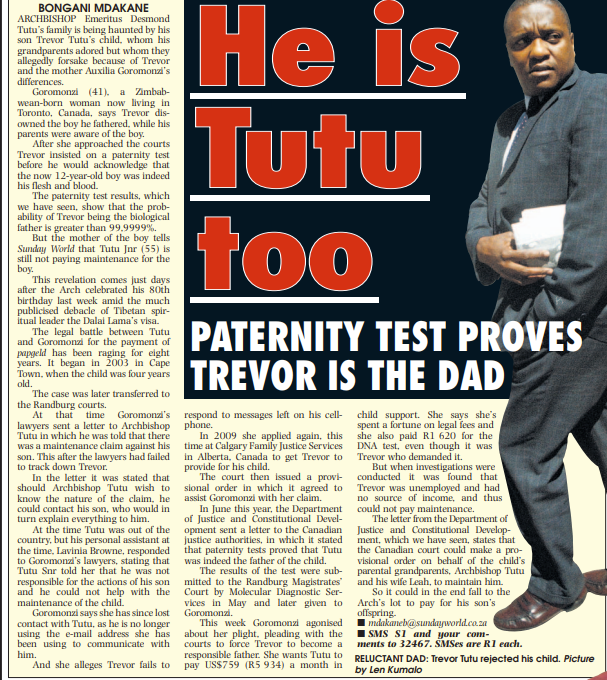 BONGANI MDAKANE
ARCHBISHOP Emeritus Desmond
Tutu's family is being haunted by his
son Trevor Tutu's child, whom his
grandparents adored but whom they
allegedly forsake because of Trevor
and the mother Auxilia Goromonzi's
differences.
Goromonzi (41), a Zimbab-
wean-born woman now living in
Toronto, Canada, says Trevor dis-
owned the boy he fathered, while his
parents were aware of the boy.
After she approached the courts
Trevor insisted on a paternity test
before he would acknowledge that
the now 12-year-old boy was indeed
his flesh and blood.
The paternity test results, which
we have seen, show that the prob-
ability of Trevor being the biological
father is greater than 99,9999%.
But the mother of the boy tells
Sunday World that Tutu Jnr (55) is
still not paying maintenance for the
boy.
This revelation comes just days
after the Arch celebrated his 80th
birthday last week amid the much
publicised debacle of Tibetan spir-
itual leader the Dalai Lama's visa.
The legal battle between Tutu
and Goromonzi for the payment of
papgeld has been raging for eight
years. It began in 2003 in Cape
Town, when the child was four years
old.
The case was later transferred to
the Randburg courts.
At that time Goromonzi's
lawyers sent a letter to Archbishop
Tutu in which he was told that there
was a maintenance claim against his
son. This after the lawyers had failed
to track down Trevor.
In the letter it was stated that
should Archbishop Tutu wish to
know the nature of the claim, he
could contact his son, who would in
turn explain everything to him.
At the time Tutu was out of the
country, but his personal assistant at
the time, Lavinia Browne, responded
to Goromonzi's lawyers, stating that
Tutu Snr told her that he was not
responsible for the actions of his son
and he could not help with the
maintenance of the child.
Goromonzi says she has since lost
contact with Tutu, as he is no longer
using the e-mail address she has
been using to communicate with
him.
And she alleges Trevor fails to
He is
Tutu
too
PATERNITY TEST PROVES
TREVOR IS THE DAD
respond to messages left on his cell-
phone.
In 2009 she applied again, this
time at Calgary Family Justice Services
in Alberta, Canada to get Trevor to
provide for his child.
The court then issued a provi-
sional order in which it agreed to
assist Goromonzi with her claim.
In June this year, the Department
of Justice and Constitutional Devel-
opment sent a letter to the Canadian
justice authorities, in which it stated
that paternity tests proved that Tutu
was indeed the father of the child.
The results of the test were sub-
mitted to the Randburg Magistrates'
Court by Molecular Diagnostic Ser-
vices in May and later given to
Goromonzi.
This week Goromonzi agonised
about her plight, pleading with the
courts to force Trevor to become a
responsible father. She wants Tutu to
pay US$759 (R5 934) a month in
child support. She says she's
spent a fortune on legal fees and
she also paid R1 620 for the
DNA test, even though it was
Trevor who demanded it.
But when investigations were
conducted it was found that
Trevor was unemployed and had
no source of income, and thus
could not pay maintenance.
The letter from the Department of
Justice and Constitutional Develop-
ment, which we have seen, states that
the Canadian court could make a pro-
visional order on behalf of the child's
parental grandparents, Archbishop Tutu
and his wife Leah, to maintain him.
So it could in the end fall to the
Arch's lot to pay for his son's
offspring.
■ mdakaneb@sundayworld.co.za
■ SMS S1 and your com-
ments to 32467. SMSes are R1 each.
RELUCTANT DAD: Trevor Tutu rejected his child. Picture
by Len Kumalo